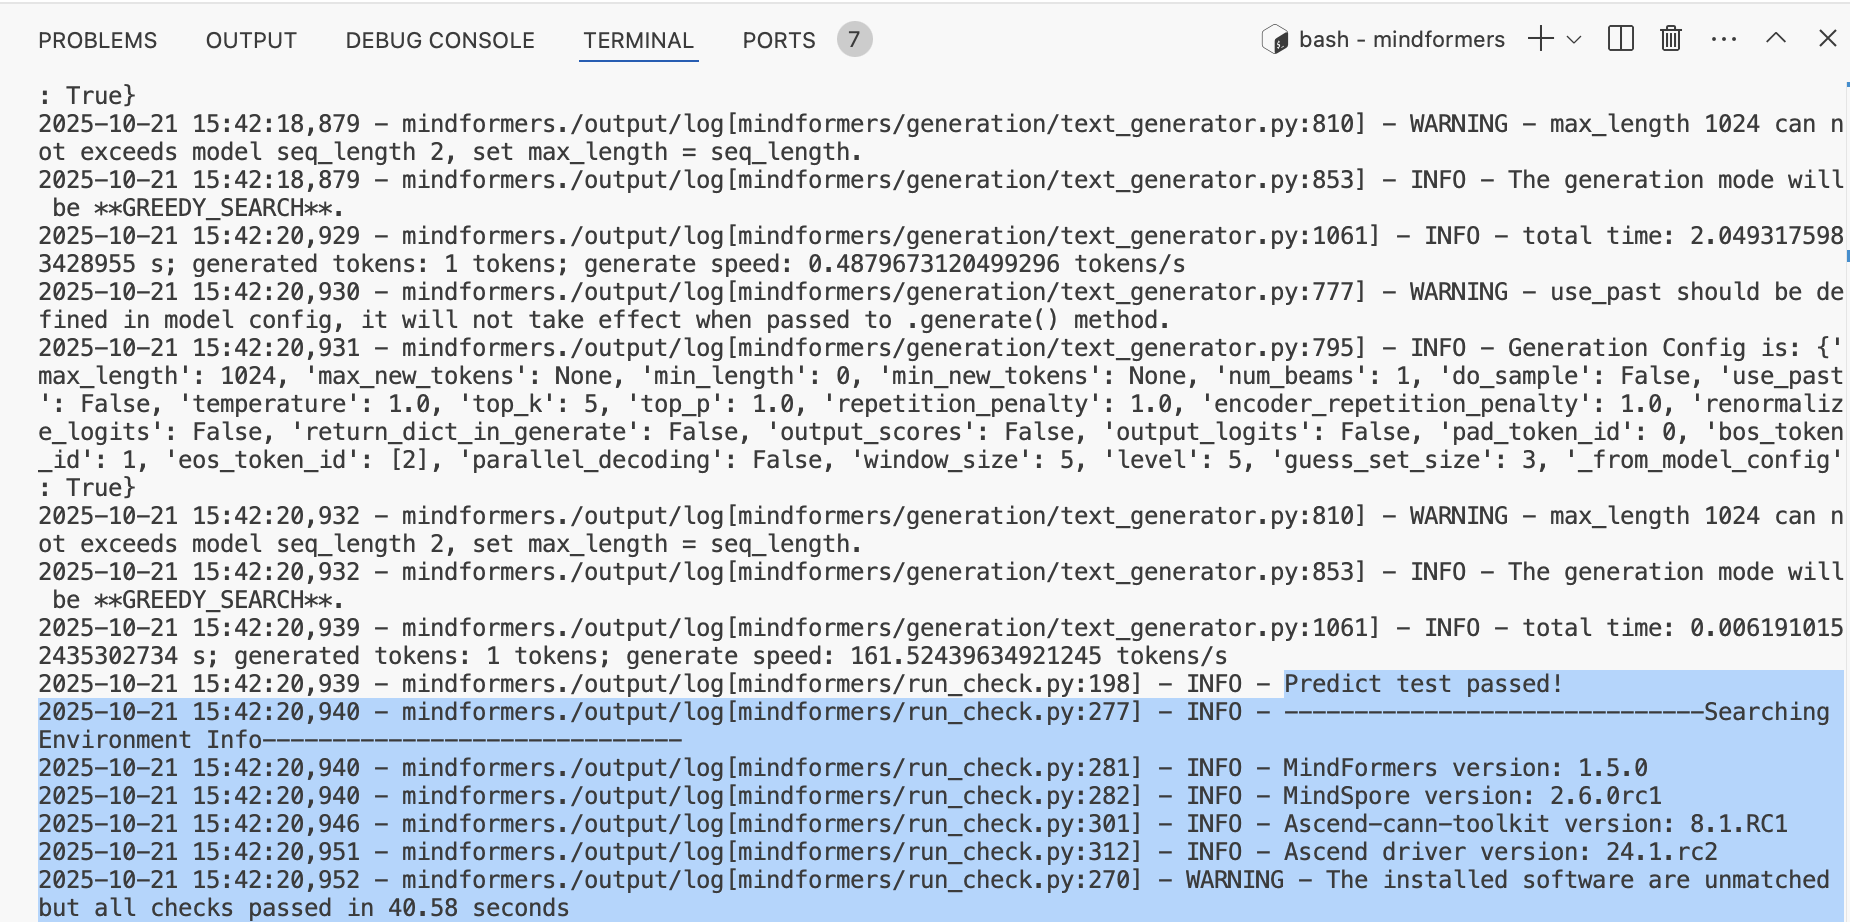 PROBLEMS OUTPUT DEBUG CONSOLE TERMINAL PORTS 7 bash - mindformers
: True}
2025-10-21 15:42:18,879 - mindformers./output/log[mindformers/generation/text_generator.py:810] - WARNING - max_length 1024 can n
ot exceeds model seq_length 2, set max_length = seq_length.
2025-10-21 15:42:18,879 - mindformers./output/log[mindformers/generation/text_generator.py:853] - INFO - The generation mode will
 be **GREEDY_SEARCH**.
2025-10-21 15:42:20,929 - mindformers./output/log[mindformers/generation/text_generator.py:1061] - INFO - total time: 2.049317598
3428955 s; generated tokens: 1 tokens; generate speed: 0.4879673120499296 tokens/s
2025-10-21 15:42:20,930 - mindformers./output/log[mindformers/generation/text_generator.py:777] - WARNING - use_past should be de
fined in model config, it will not take effect when passed to .generate() method.
2025-10-21 15:42:20,931 - mindformers./output/log[mindformers/generation/text_generator.py:795] - INFO - Generation Config is: {'
max_length': 1024, 'max_new_tokens': None, 'min_length': 0, 'min_new_tokens': None, 'num_beams': 1, 'do_sample': False, 'use_past
': False, 'temperature': 1.0, 'top_k': 5, 'top_p': 1.0, 'repetition_penalty': 1.0, 'encoder_repetition_penalty': 1.0, 'renormaliz
e_logits': False, 'return_dict_in_generate': False, 'output_scores': False, 'output_logits': False, 'pad_token_id': 0, 'bos_token
_id': 1, 'eos_token_id': [2], 'parallel_decoding': False, 'window_size': 5, 'level': 5, 'guess_set_size': 3, '_from_model_config'
: True}
2025-10-21 15:42:20,932 - mindformers./output/log[mindformers/generation/text_generator.py:810] - WARNING - max_length 1024 can n
ot exceeds model seq_length 2, set max_length = seq_length.
2025-10-21 15:42:20,932 - mindformers./output/log[mindformers/generation/text_generator.py:853] - INFO - The generation mode will
 be **GREEDY_SEARCH**.
2025-10-21 15:42:20,939 - mindformers./output/log[mindformers/generation/text_generator.py:1061] - INFO - total time: 0.006191015
2435302734 s; generated tokens: 1 tokens; generate speed: 161.52439634921245 tokens/s
2025-10-21 15:42:20,939 - mindformers./output/log[mindformers/run_check.py:198] - INFO - Predict test passed!
2025-10-21 15:42:20,940 - mindformers./output/log[mindformers/run_check.py:277] - INFO - ------------------------------Searching
Environment Info------------------------------
2025-10-21 15:42:20,940 - mindformers./output/log[mindformers/run_check.py:281] - INFO - MindFormers version: 1.5.0
2025-10-21 15:42:20,940 - mindformers./output/log[mindformers/run_check.py:282] - INFO - MindSpore version: 2.6.0rc1
2025-10-21 15:42:20,946 - mindformers./output/log[mindformers/run_check.py:301] - INFO - Ascend-cann-toolkit version: 8.1.RC1
2025-10-21 15:42:20,951 - mindformers./output/log[mindformers/run_check.py:312] - INFO - Ascend driver version: 24.1.rc2
2025-10-21 15:42:20,952 - mindformers./output/log[mindformers/run_check.py:270] - WARNING - The installed software are unmatched
but all checks passed in 40.58 seconds